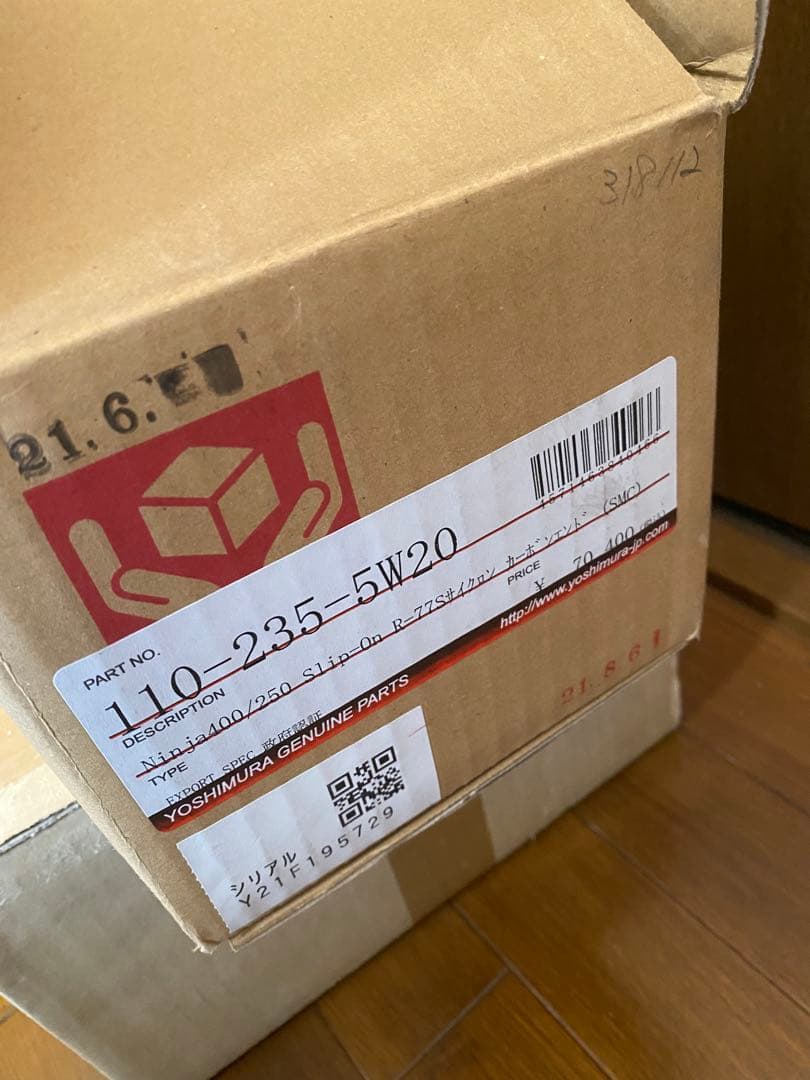 318112
21.6.
PART NO.
110-235-5W20
DESCRIPTION
Ninja400/250 Slip-On R-77Sサイクロン カーボンエンド (SMC)
TYPE
PRICE
EXPORT SPEC 政府認証
¥ 70,400
YOSHIMURA GENUINE PARTS
http://www.yoshimura-jp.com
21.8.6
シリアル
Y21F195729